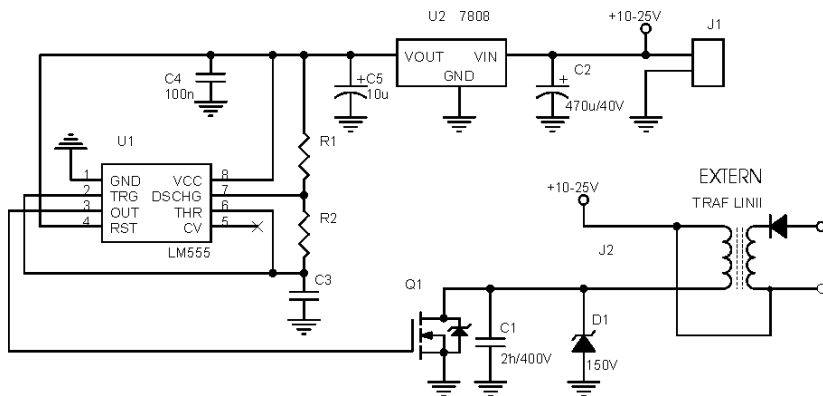 U2 7808
+10-25V
J1
C4
100n
+
C5
10u
VOUT VIN
GND
+
C2
470u/40V
U1
R1
1 GND VCC 8
2 TRG DSCHG 7
3 OUT THR 6
4 RST CV 5
LM555
R2
C3
EXTERN
TRAF LINII
+10-25V
J2
Q1
C1
2h/400V
D1
150V